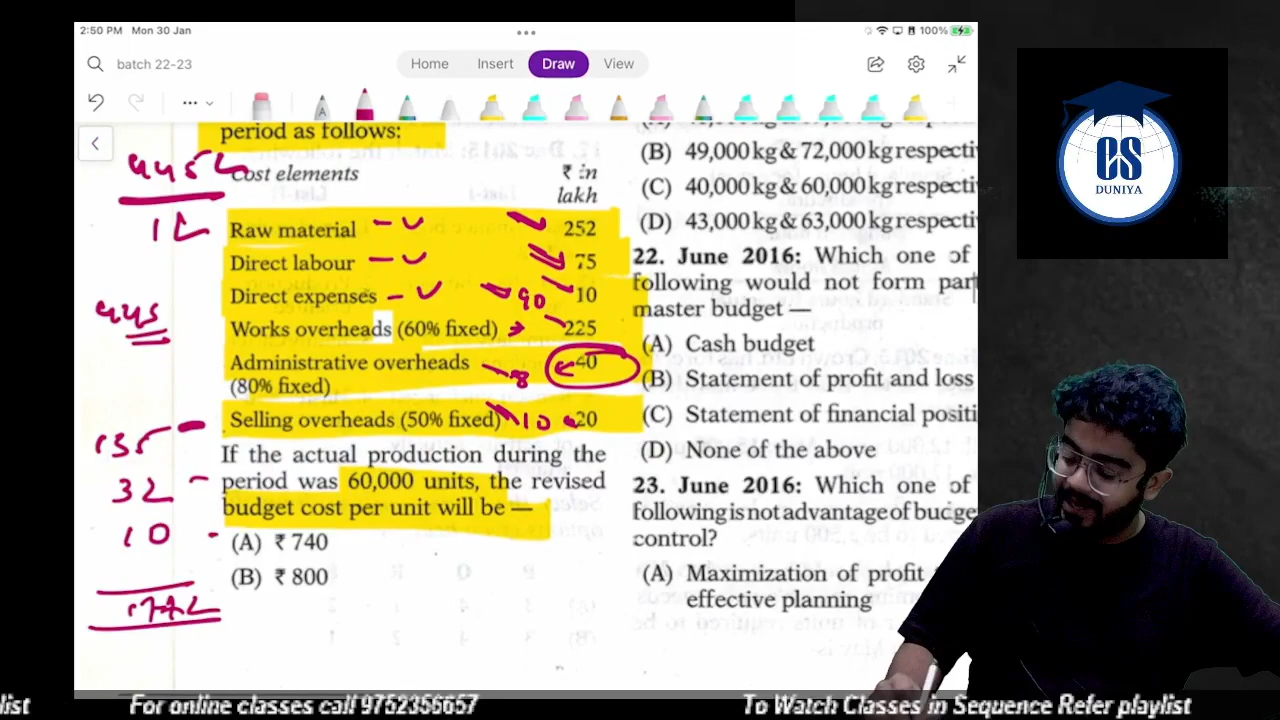 2:50 PM Mon 30 Jan
100%
batch 22-23
Home Insert Draw View
period as follows:
Cost elements ₹ in
lakh
Raw material 252
Direct labour 75
Direct expenses 10
Works overheads (60% fixed) 225
Administrative overheads 40
(80% fixed)
Selling overheads (50% fixed) 20
If the actual production during the
period was 60,000 units, the revised
budget cost per unit will be —
(A) ₹ 740
(B) ₹ 800
445 L
1 L
445
135
32
10
177 L
90
8
10
(B) 49,000 kg & 72,000 kg respecti
(C) 40,000 kg & 60,000 kg respecti
(D) 43,000 kg & 63,000 kg respecti
22. June 2016: Which one of
following would not form part
master budget —
(A) Cash budget
(B) Statement of profit and loss
(C) Statement of financial positi
(D) None of the above
23. June 2016: Which one of
following is not advantage of budge
control?
(A) Maximization of profit
effective planning
CS
DUNIYA
list For online classes call 9752356657 To Watch Classes in Sequence Refer playlist